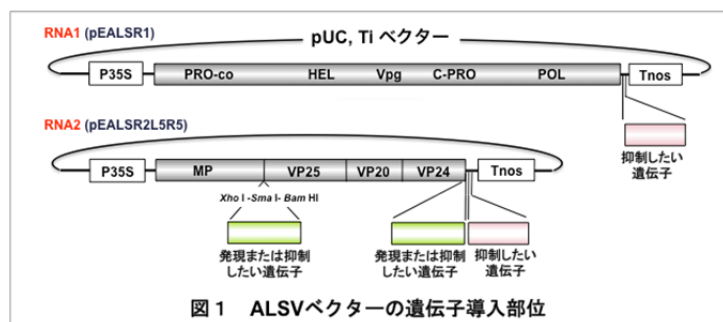 RNA1 (pEALSR1)
pUC, Ti ベクター
P35S PRO-co HEL Vpg C-PRO POL Tnos
抑制したい
遺伝子
RNA2 (pEALSR2L5R5)
P35S MP VP25 VP20 VP24 Tnos
Xho I -Sma I- Bam HI
発現または抑制
したい遺伝子
発現または抑制
したい遺伝子
抑制したい
遺伝子
図1 ALSVベクターの遺伝子導入部位